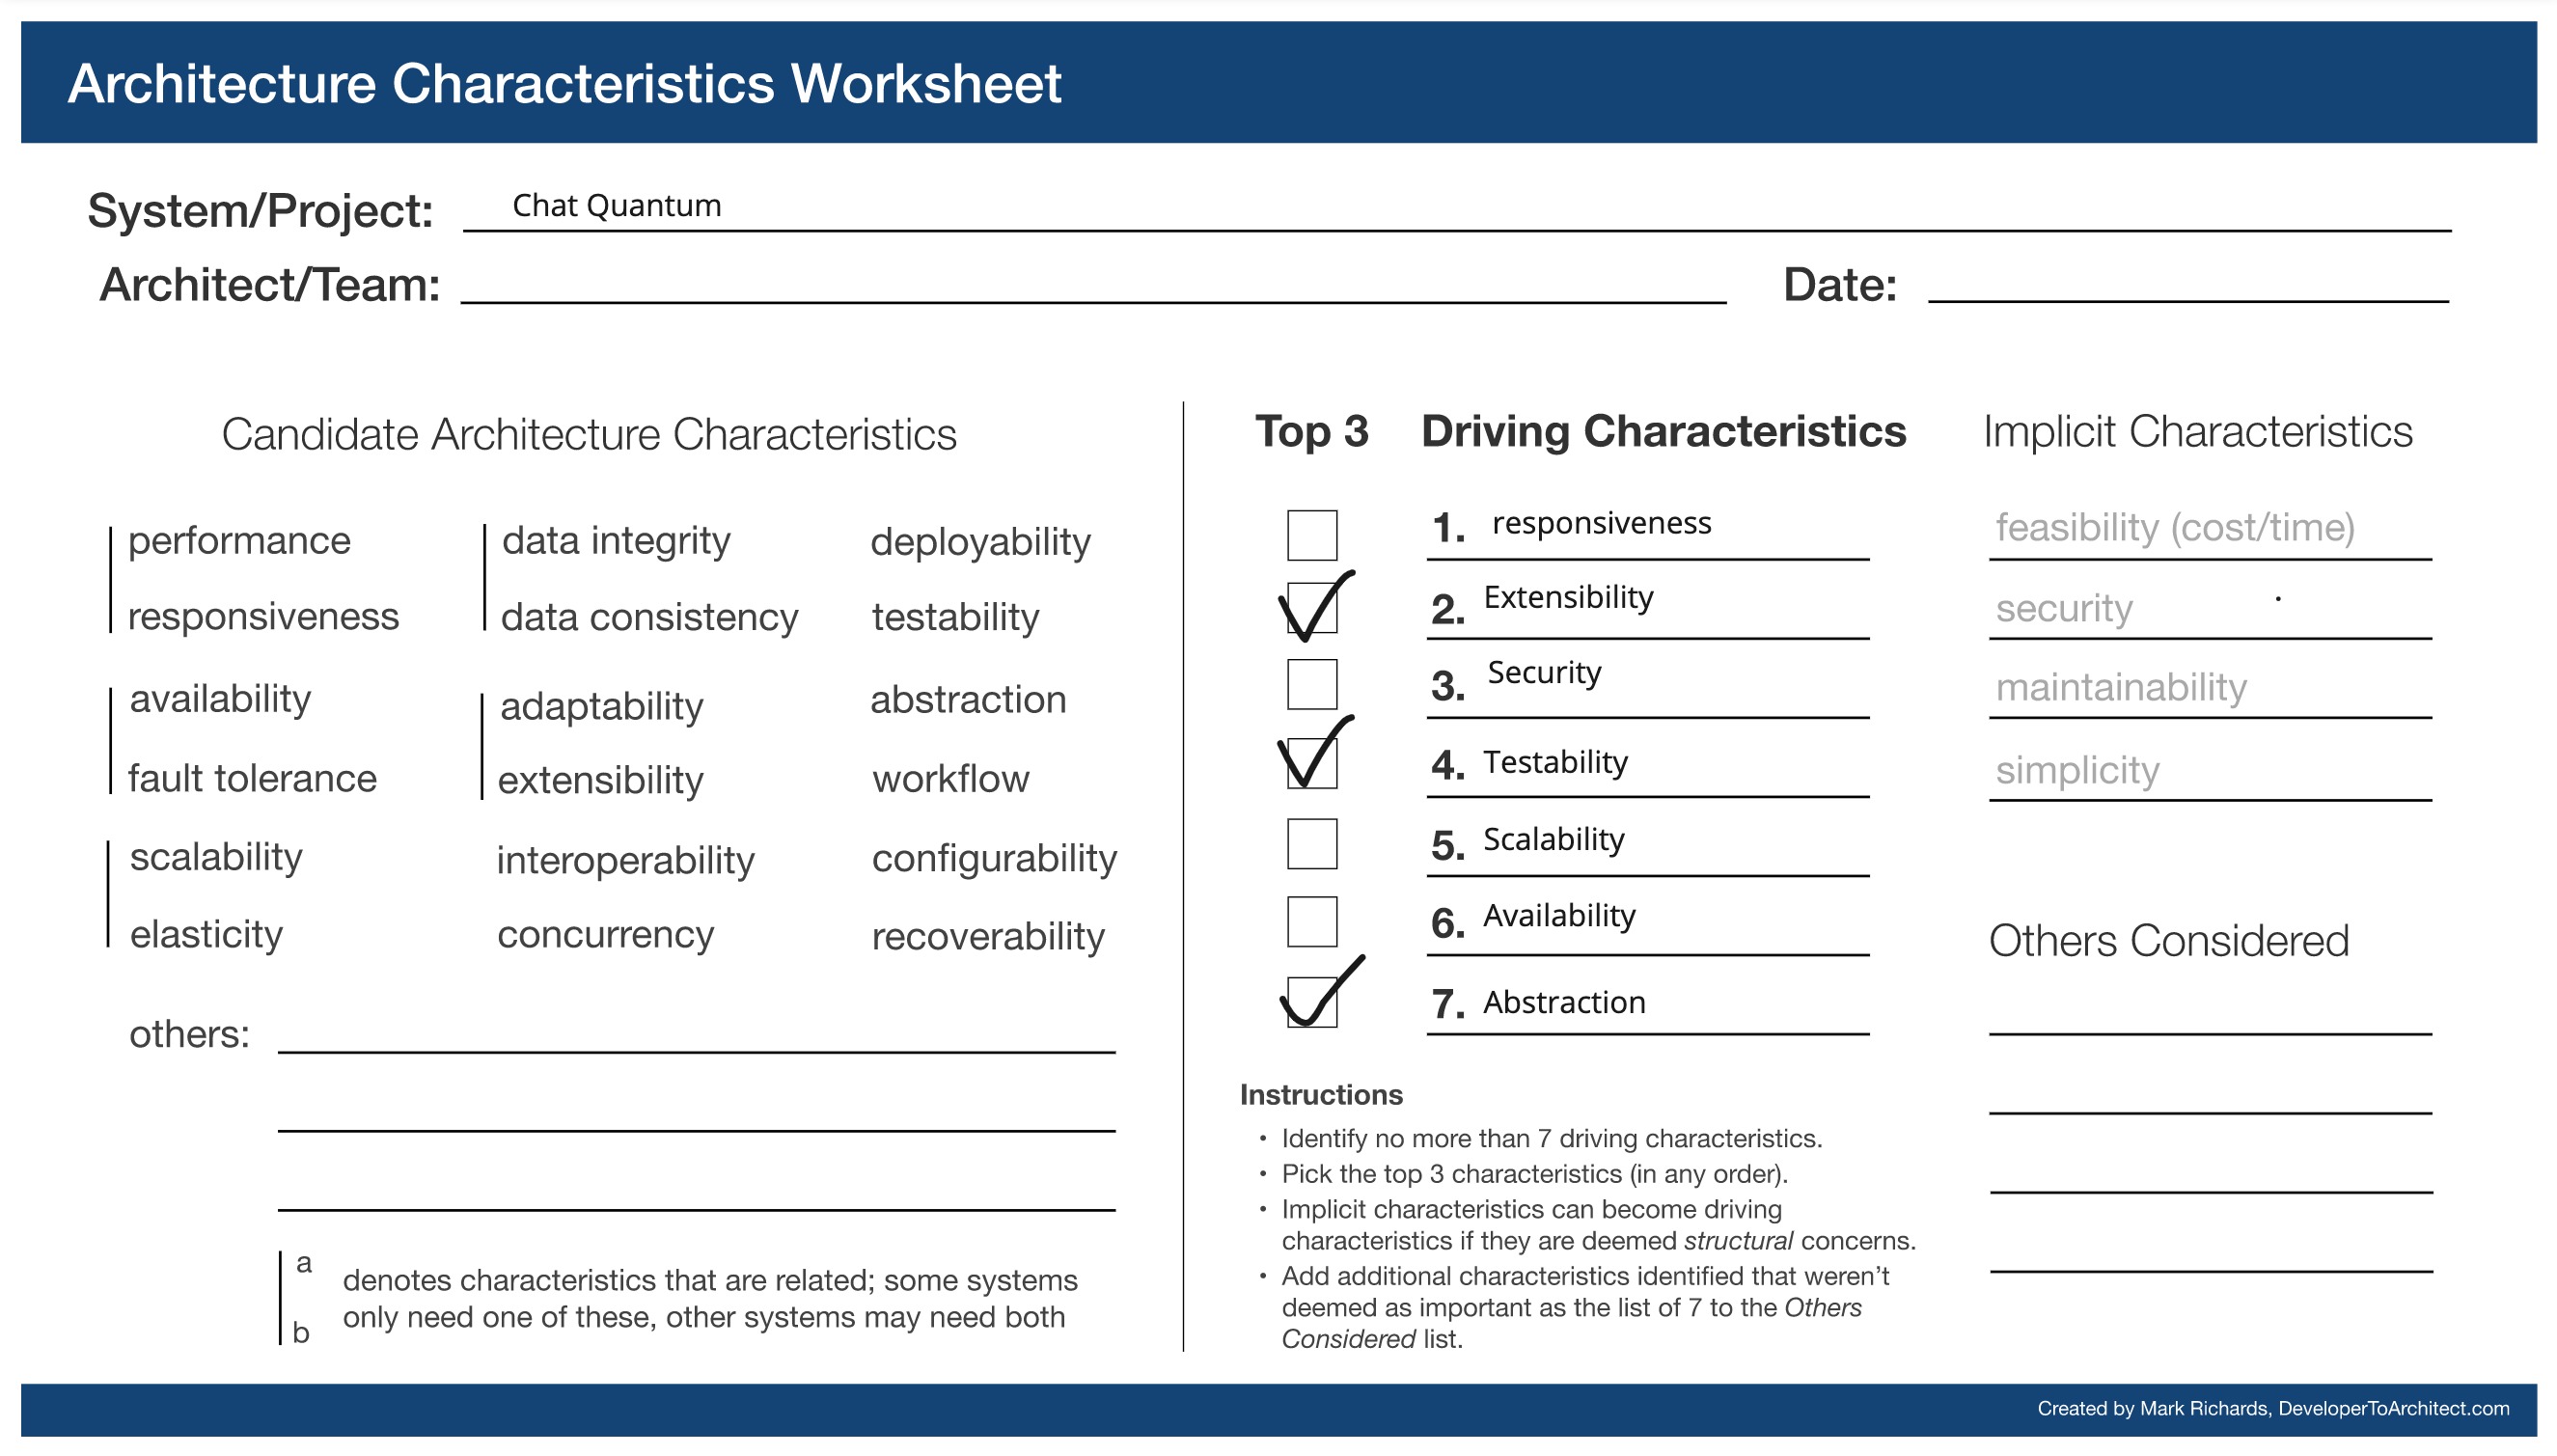 Architecture Characteristics Worksheet
System/Project: Chat Quantum
Architect/Team:
Date:
Candidate Architecture Characteristics
performance
responsiveness
availability
fault tolerance
scalability
elasticity
data integrity
data consistency
adaptability
extensibility
interoperability
concurrency
deployability
testability
abstraction
workflow
configurability
recoverability
others:
a
b
denotes characteristics that are related; some systems
only need one of these, other systems may need both
Top 3
Driving Characteristics
1. responsiveness
2. Extensibility
3. Security
4. Testability
5. Scalability
6. Availability
7. Abstraction
Instructions
• Identify no more than 7 driving characteristics.
• Pick the top 3 characteristics (in any order).
• Implicit characteristics can become driving
characteristics if they are deemed structural concerns.
• Add additional characteristics identified that weren’t
deemed as important as the list of 7 to the Others
Considered list.
Implicit Characteristics
feasibility (cost/time)
security
maintainability
simplicity
Others Considered
Created by Mark Richards, DeveloperToArchitect.com